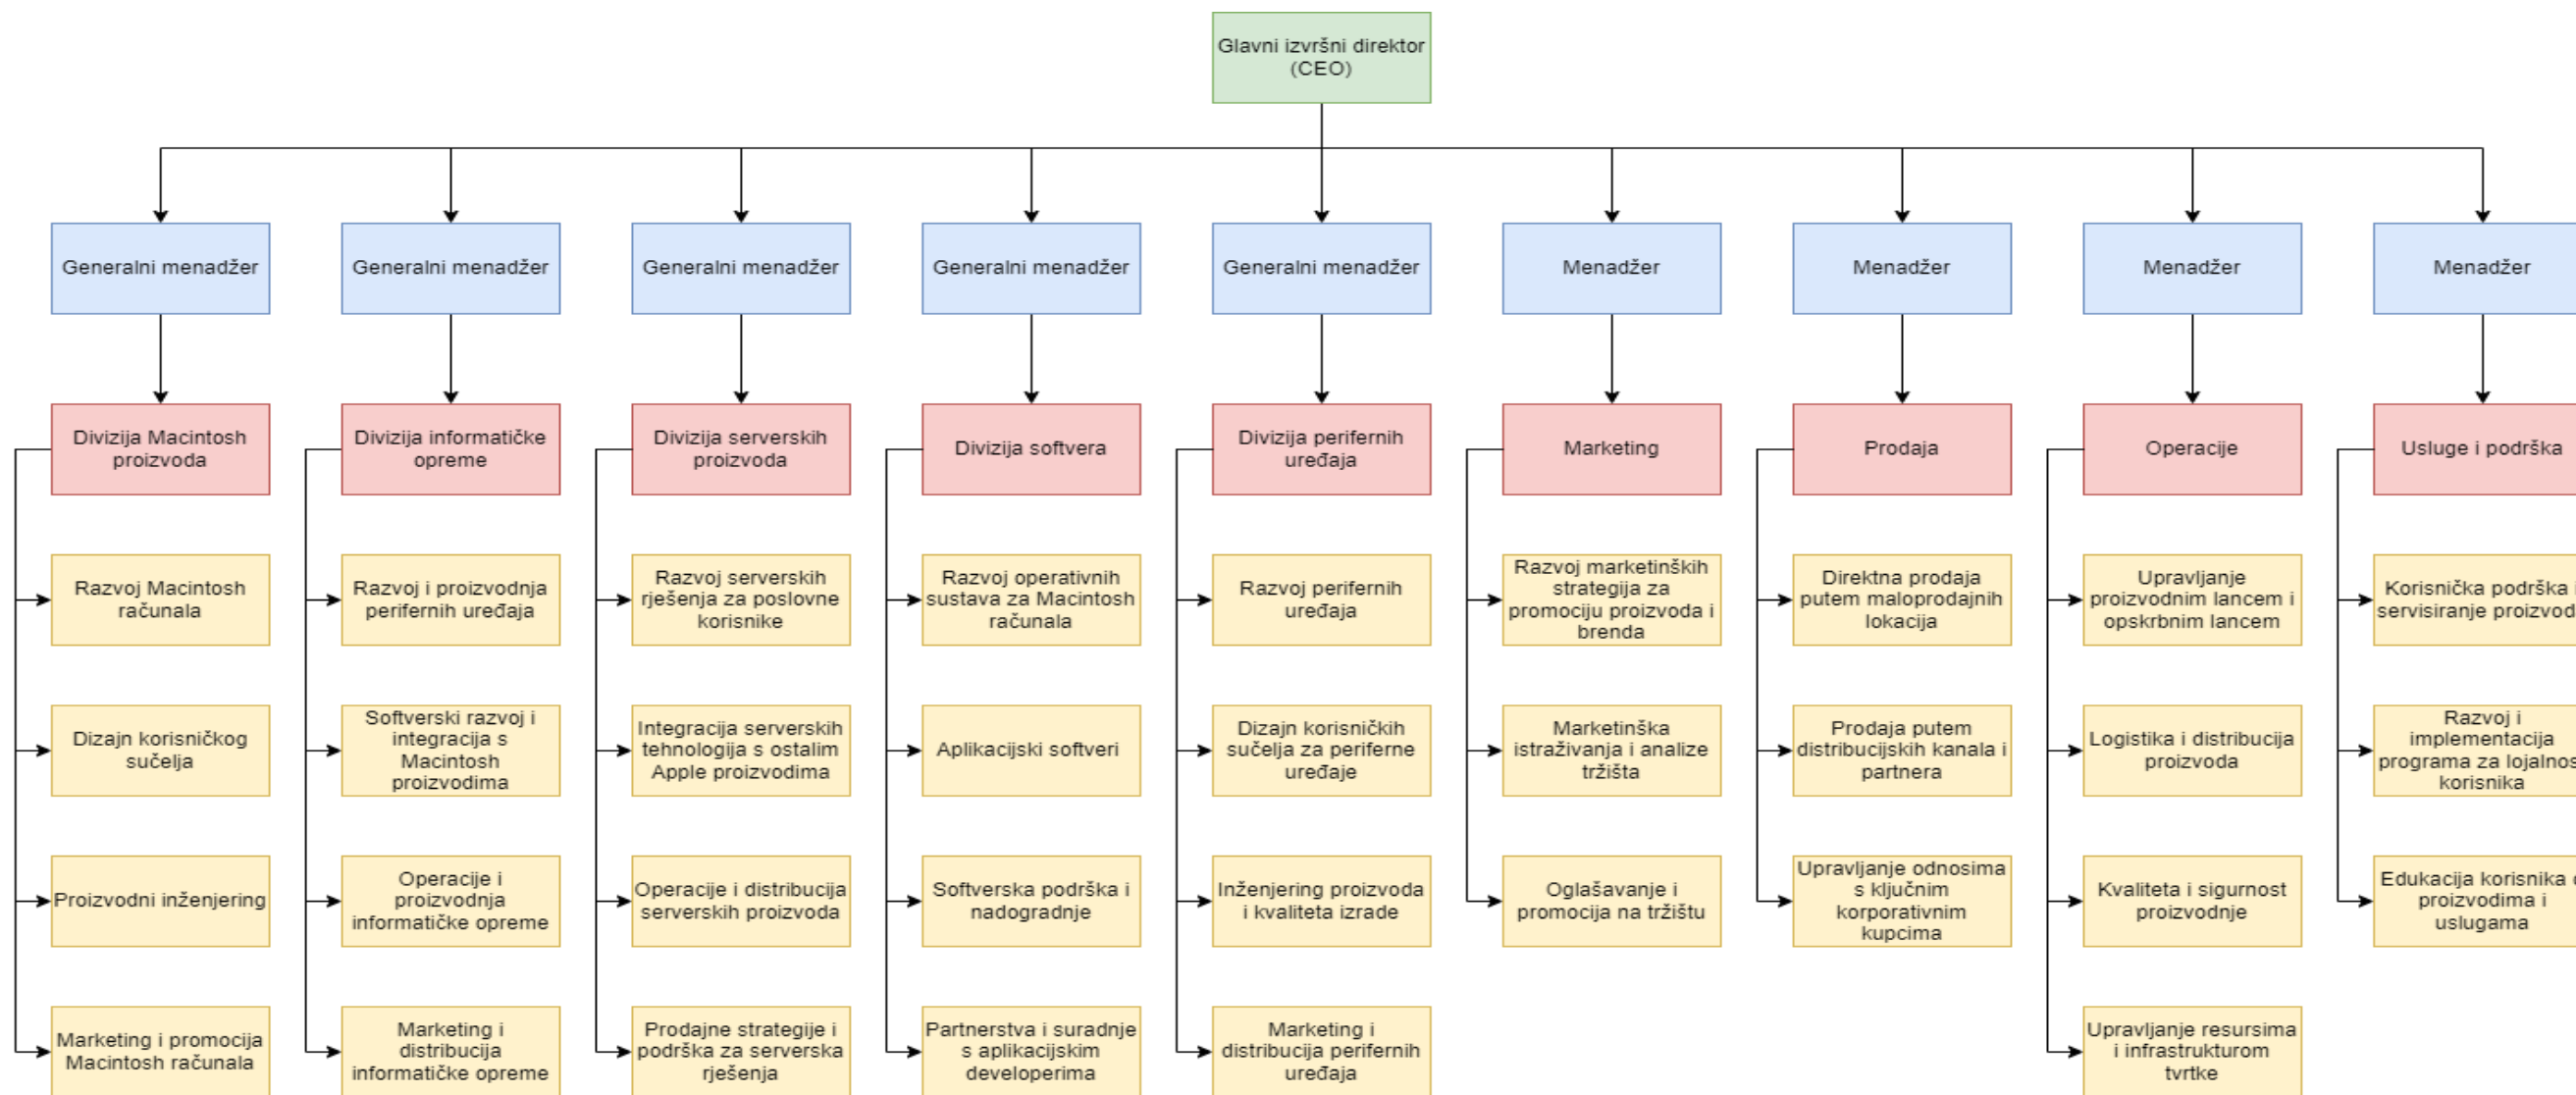 Glavni izvršni direktor
(CEO)
Generalni menadžer
Generalni menadžer
Generalni menadžer
Generalni menadžer
Generalni menadžer
Menadžer
Menadžer
Menadžer
Menadžer
Divizija Macintosh
proizvoda
Divizija informatičke
opreme
Divizija serverskih
proizvoda
Divizija softvera
Divizija perifernih
uređaja
Marketing
Prodaja
Operacije
Usluge i podrška
Razvoj Macintosh
računala
Razvoj i proizvodnja
perifernih uređaja
Razvoj serverskih
rješenja za poslovne
korisnike
Razvoj operativnih
sustava za Macintosh
računala
Razvoj perifernih
uređaja
Razvoj marketinških
strategija za
promociju proizvoda i
brenda
Direktna prodaja
putem maloprodajnih
lokacija
Upravljanje
proizvodnim lancem i
opskrbnim lancem
Korisnička podrška i
servisiranje
Dizajn korisničkog
sučelja
Softverski razvoj i
integracija s
Macintosh
proizvodima
Integracija serverskih
tehnologija s ostalim
Apple proizvodima
Aplikacijski softveri
Dizajn korisničkih
sučelja za periferne
uređaje
Marketinška
istraživanja i analize
tržišta
Prodaja putem
distribucijskih kanala i
partnera
Logistika i distribucija
proizvoda
Razvoj i
implementacija
programa za
korisnika
Proizvodni inženjering
Operacije i
proizvodnja
informatičke opreme
Operacije i distribucija
serverskih proizvoda
Softverska podrška i
nadogradnje
Inženjering proizvoda
i kvaliteta izrade
Oglašavanje i
promocija na tržištu
Upravljanje odnosima
s ključnim
korporativnim
kupcima
Kvaliteta i sigurnost
proizvodnje
Edukacija korisnika
proizvodima i
uslugama
Marketing i promocija
Macintosh računala
Marketing i
distribucija
informatičke opreme
Prodajne strategije i
podrška za serverska
rješenja
Partnerstva i suradnje
s aplikacijskim
developerima
Marketing i
distribucija perifernih
uređaja
Upravljanje resursima
i infrastrukturom
tvrtke